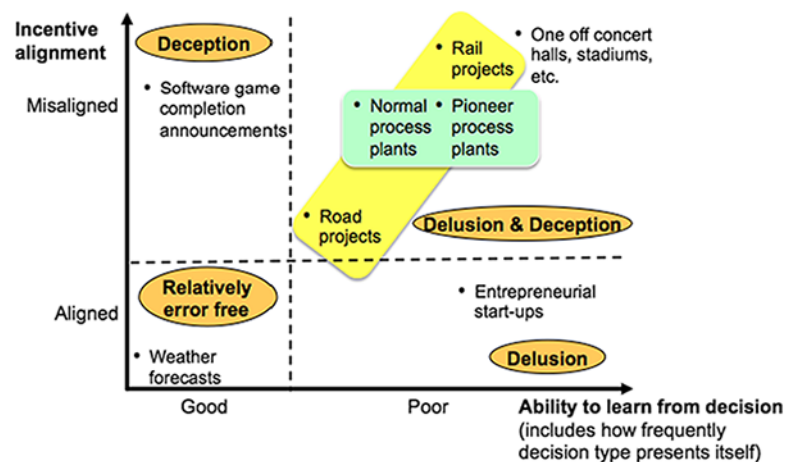 Incentive
alignment
Deception
• Software game
completion
announcements
• Rail
projects
• One off concert
halls, stadiums,
etc.
Misaligned
• Normal
process
plants
• Pioneer
process
plants
• Road
projects
Delusion & Deception
Relatively
error free
Aligned
• Entrepreneurial
start-ups
• Weather
forecasts
Delusion
Good
Poor
Ability to learn from decision
(includes how frequently
decision type presents itself)